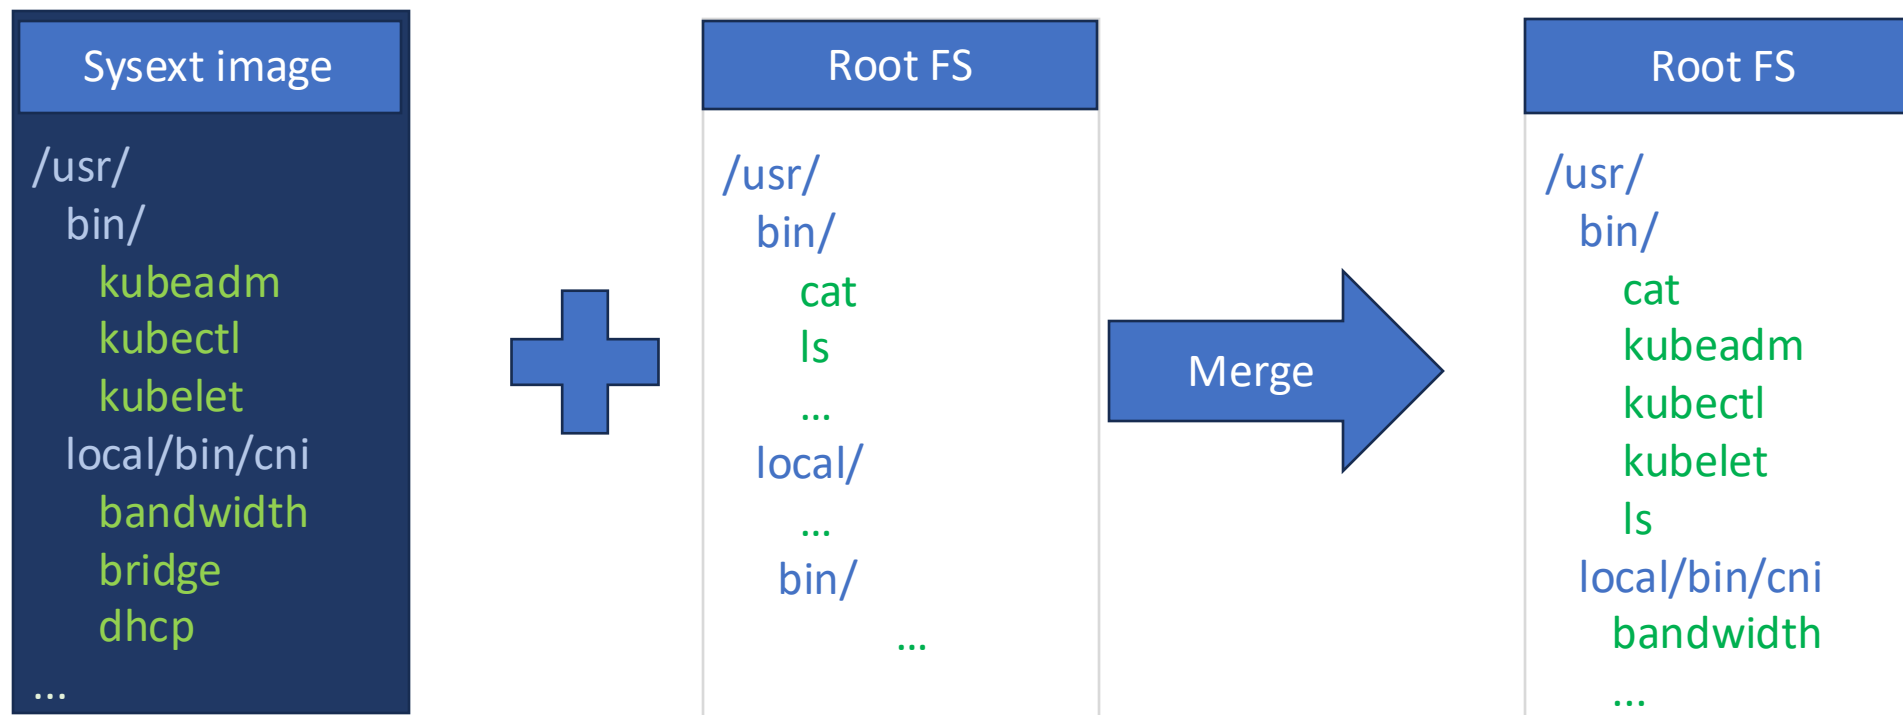 Sysext image
/usr/
bin/
kubeadm
kubectl
kubelet
local/bin/cni
bandwidth
bridge
dhcp
...
Root FS
/usr/
bin/
cat
ls
...
local/
...
bin/
...
Merge
Root FS
/usr/
bin/
cat
kubeadm
kubectl
kubelet
ls
local/bin/cni
bandwidth
...